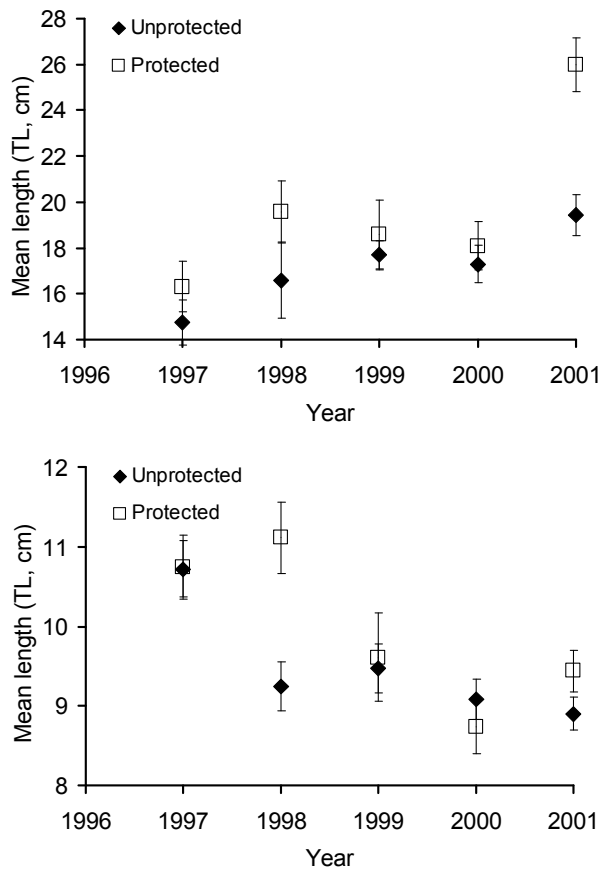 28
Unprotected
26
Protected
24
22
20
18
16
14
1996 1997 1998 1999 2000 2001
Mean length (TL, cm)
Year
12
Unprotected
Protected
11
10
9
8
1996 1997 1998 1999 2000 2001
Mean length (TL, cm)
Year